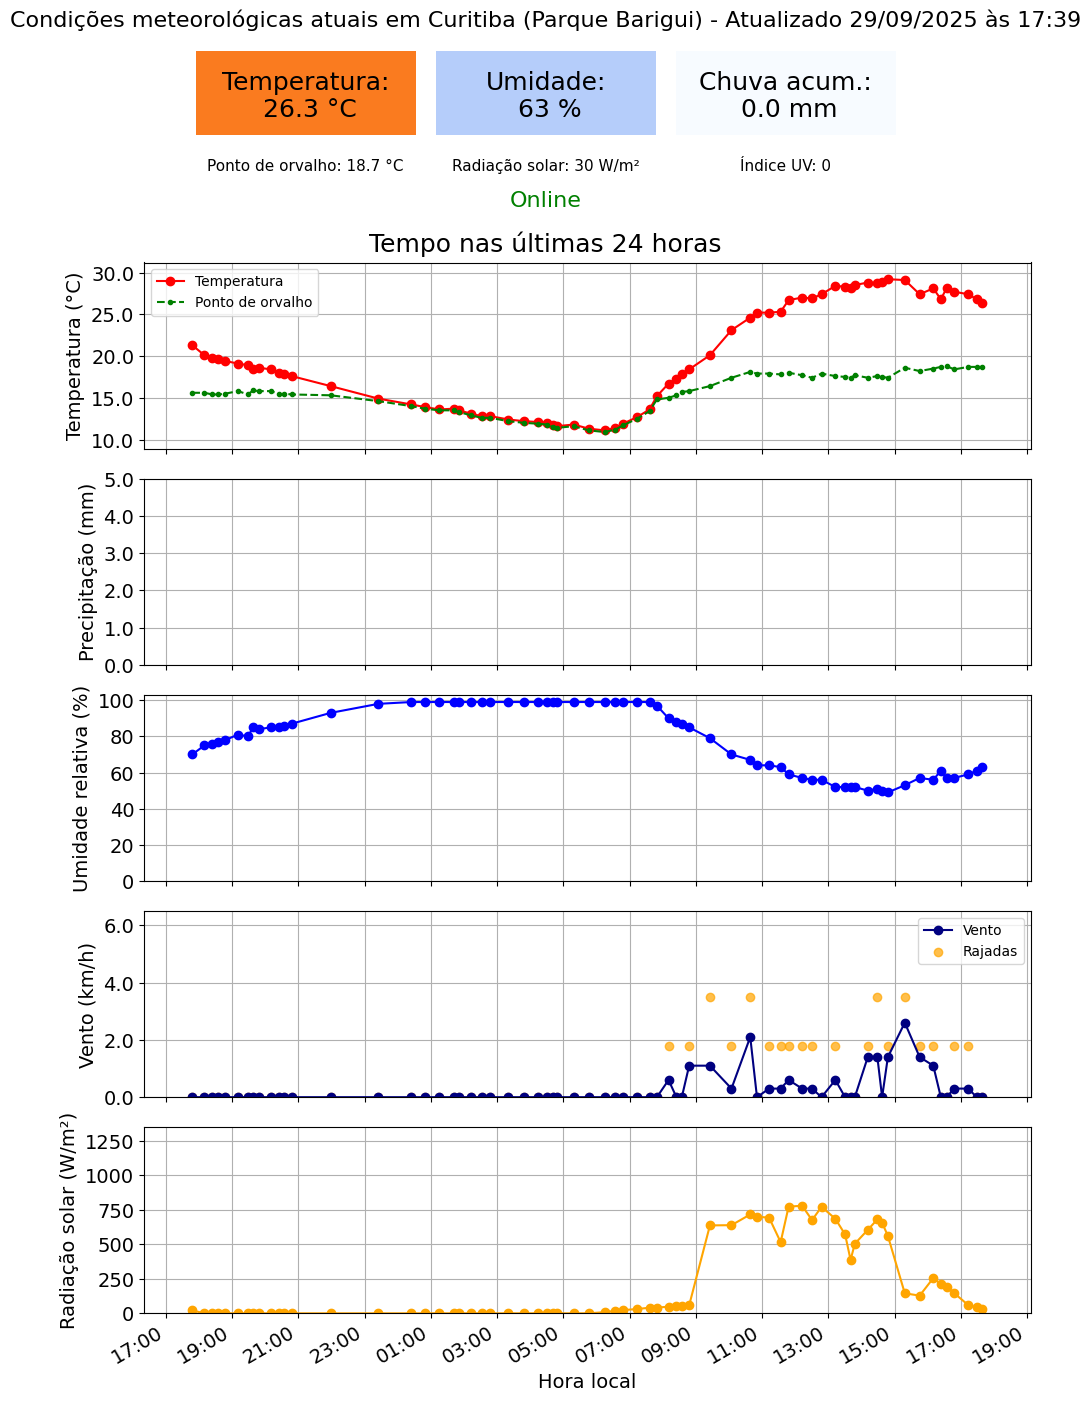 Condições meteorológicas atuais em Curitiba (Parque Barigui) - Atualizado 29/09/2025 às 17:39
Temperatura:
26.3 °C
Umidade:
63 %
Chuva acum.:
0.0 mm
Ponto de orvalho: 18.7 °C
Radiação solar: 30 W/m²
Índice UV: 0
Online
Tempo nas últimas 24 horas
Temperatura (°C)
30.0
25.0
20.0
15.0
10.0
Temperatura
Ponto de orvalho
Precipitação (mm)
5.0
4.0
3.0
2.0
1.0
0.0
Umidade relativa (%)
100
80
60
40
20
0
Vento (km/h)
6.0
4.0
2.0
0.0
Vento
Rajadas
Radiação solar (W/m²)
1250
1000
750
500
250
0
17:00
19:00
21:00
23:00
01:00
03:00
05:00
07:00
09:00
11:00
13:00
15:00
17:00
19:00
Hora local